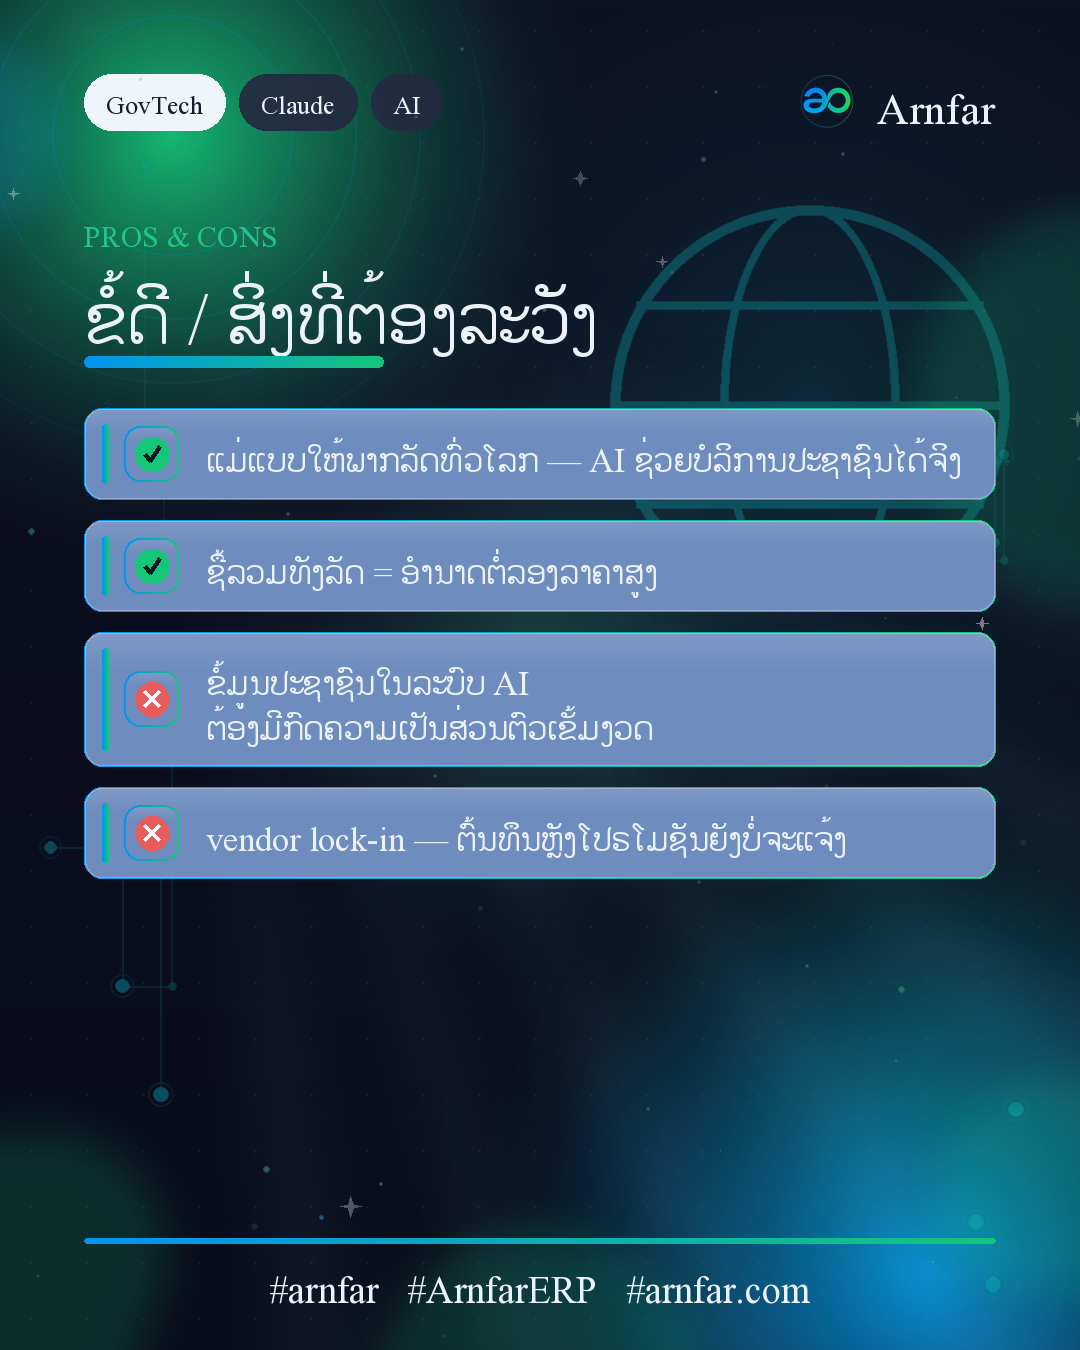 GovTech
Claude
AI
Arnfar
PROS & CONS
ຂໍ້ດີ / ສິ່ງທີ່ຕ້ອງລະວັງ
ແມ່ແບບໃຫ້ພາກລັດທົ່ວໂລກ — AI ຊ່ວຍບໍລິການປະຊາຊົນໄດ້ຈິງ
ຊື້ລວມທັງລັດ = ອຳນາດຕໍ່ລອງລາຄາສູງ
ຂໍ້ມູນປະຊາຊົນໃນລະບົບ AI
ຕ້ອງມີກົດຄວາມເປັນສ່ວນຕົວເຂັ້ມງວດ
vendor lock-in — ຕົ້ນທຶນຫຼັງໂປຣໂມຊັນຍັງບໍ່ຈະແຈ້ງ
#arnfar #ArnfarERP #arnfar.com